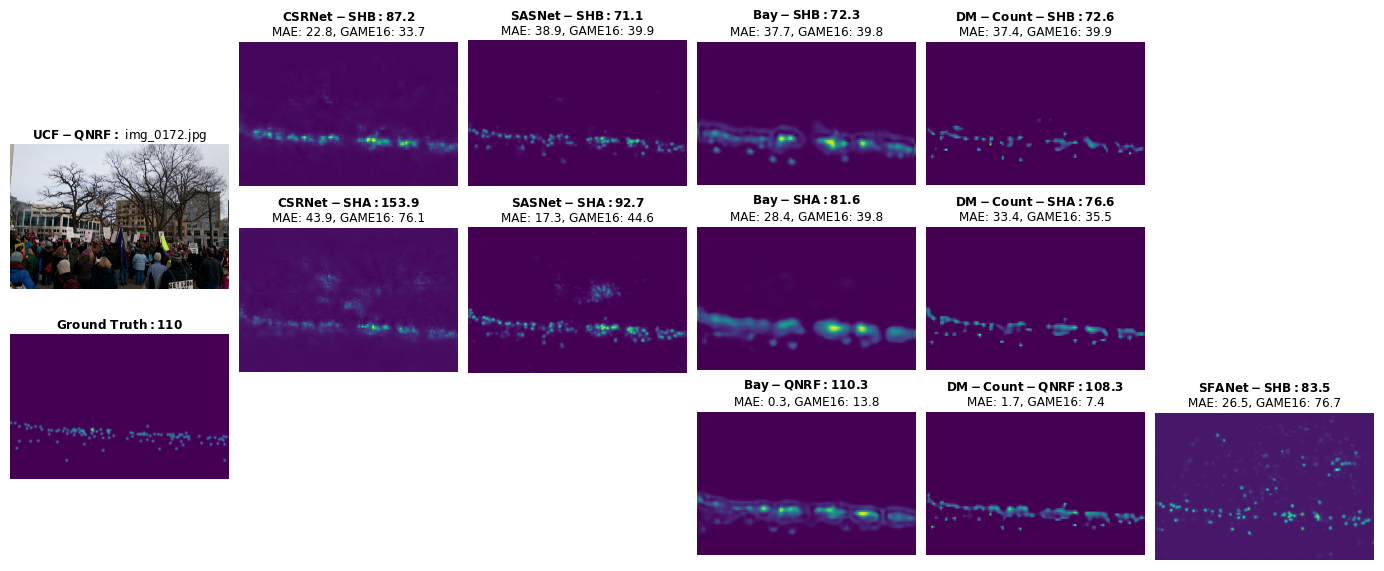 CSRNet−SHB:87.2
MAE: 22.8, GAME16: 33.7
SASNet−SHB:71.1
MAE: 38.9, GAME16: 39.9
Bay−SHB:72.3
MAE: 37.7, GAME16: 39.8
DM−Count−SHB:72.6
MAE: 37.4, GAME16: 39.9
UCF−QNRF: img_0172.jpg
CSRNet−SHA:153.9
MAE: 43.9, GAME16: 76.1
SASNet−SHA:92.7
MAE: 17.3, GAME16: 44.6
Bay−SHA:81.6
MAE: 28.4, GAME16: 39.8
DM−Count−SHA:76.6
MAE: 33.4, GAME16: 35.5
Ground Truth:110
Bay−QNRF:110.3
MAE: 0.3, GAME16: 13.8
DM−Count−QNRF:108.3
MAE: 1.7, GAME16: 7.4
SFANet−SHB:83.5
MAE: 26.5, GAME16: 76.7